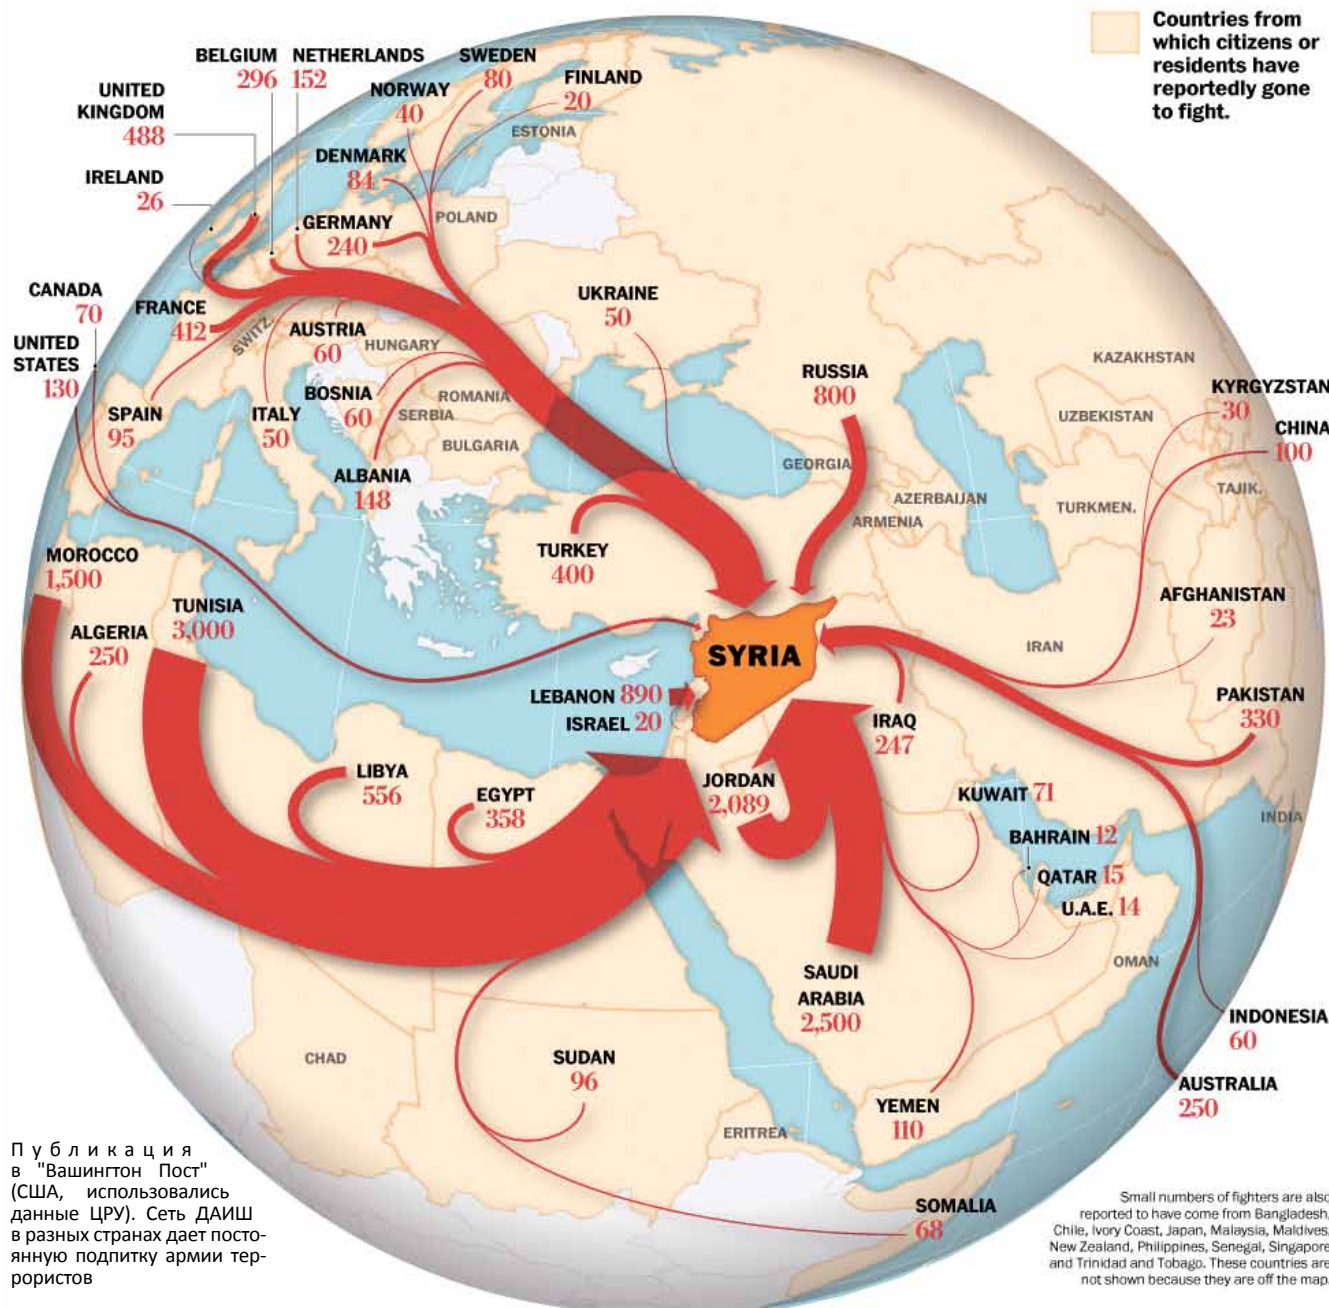 Countries from
which citizens or
residents have
reportedly gone
to fight.
BELGIUM
296
NETHERLANDS
152
SWEDEN
80
FINLAND
20
NORWAY
40
UNITED
KINGDOM
488
ESTONIA
DENMARK
84
IRELAND
26
GERMANY
240
POLAND
CANADA
70
FRANCE
412
UKRAINE
50
UNITED
STATES
130
SWITZ.
AUSTRIA
60
HUNGARY
KAZAKHSTAN
RUSSIA
800
KYRGYZSTAN
30
SPAIN
95
ITALY
50
BOSNIA
60
ROMANIA
SERBIA
BULGARIA
UZBEKISTAN
CHINA
100
ALBANIA
148
GEORGIA
AZERBAIJAN
ARMENIA
TURKMEN.
TAJIK.
TURKEY
400
MOROCCO
1,500
TUNISIA
3,000
ALGERIA
250
AFGHANISTAN
23
SYRIA
IRAN
LEBANON 890
ISRAEL 20
IRAQ
247
PAKISTAN
330
LIBYA
556
EGYPT
358
JORDAN
2,089
KUWAIT 71
INDIA
BAHRAIN 12
QATAR 15
U.A.E. 14
OMAN
SAUDI
ARABIA
2,500
INDONESIA
60
CHAD
SUDAN
96
AUSTRALIA
250
YEMEN
110
ERITREA
SOMALIA
68
Публикация
в "Вашингтон Пост"
(США, использовались
данные ЦРУ). Сеть ДАИШ
в разных странах дает посто-
янную подпитку армии тер-
рористов
Small numbers of fighters are also
reported to have come from Bangladesh,
Chile, Ivory Coast, Japan, Malaysia, Maldives,
New Zealand, Philippines, Senegal, Singapore
and Trinidad and Tobago. These countries are
not shown because they are off the map.